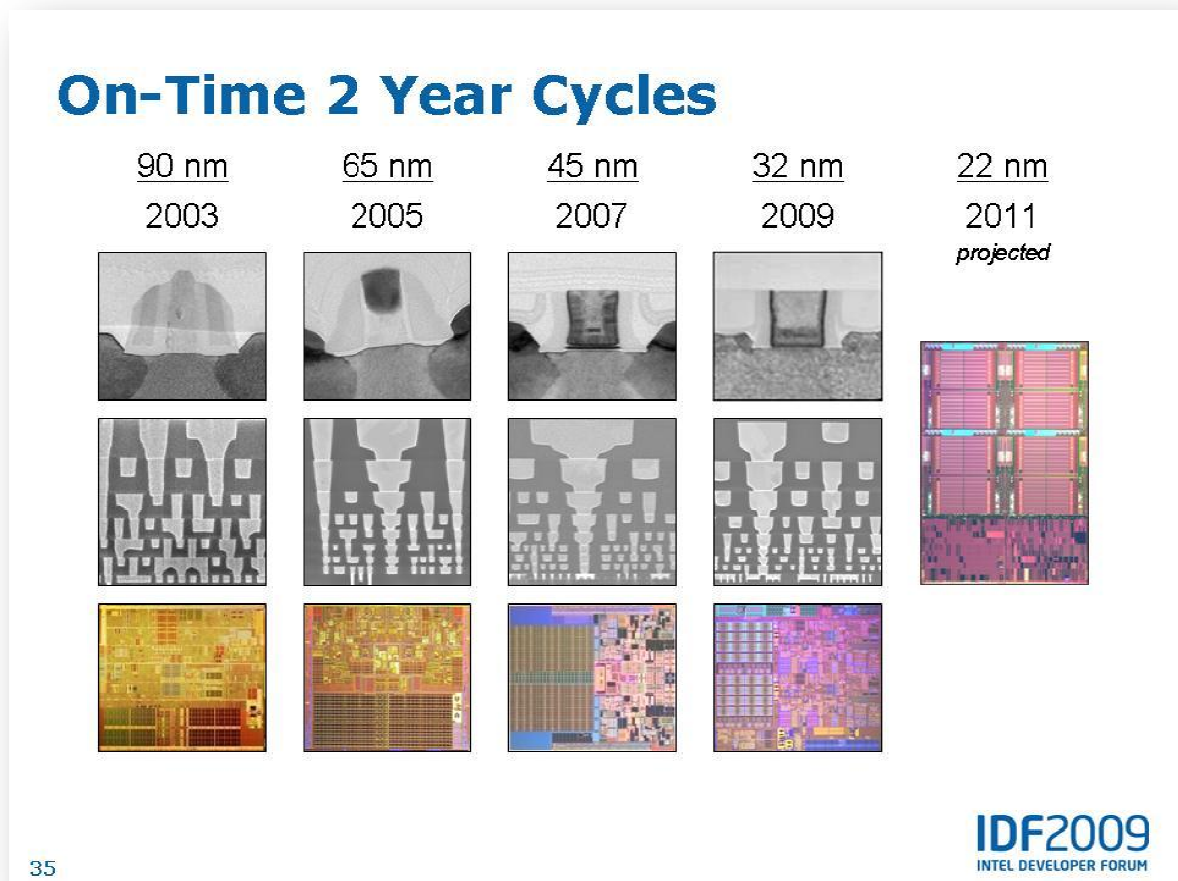 On-Time 2 Year Cycles
90 nm 65 nm 45 nm 32 nm 22 nm
2003 2005 2007 2009 2011
projected
IDF2009
INTEL DEVELOPER FORUM
35